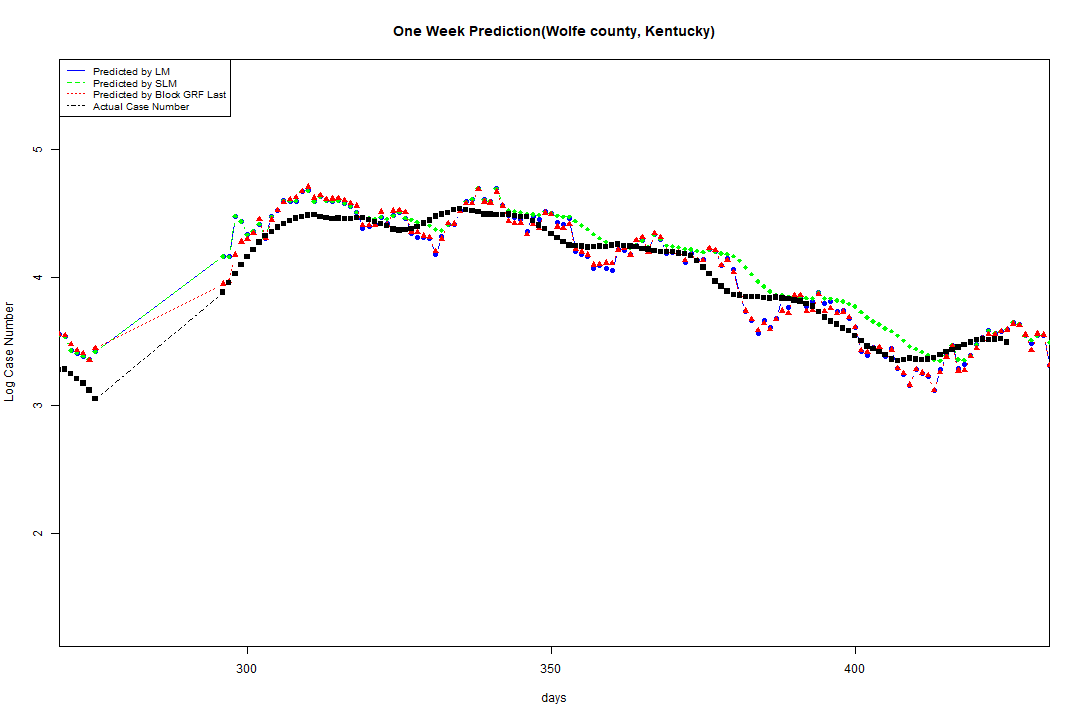 One Week Prediction(Wolfe county, Kentucky)
Predicted by LM
Predicted by SLM
Predicted by Block GRF Last
Actual Case Number
5
4
3
2
Log Case Number
300 350 400
days